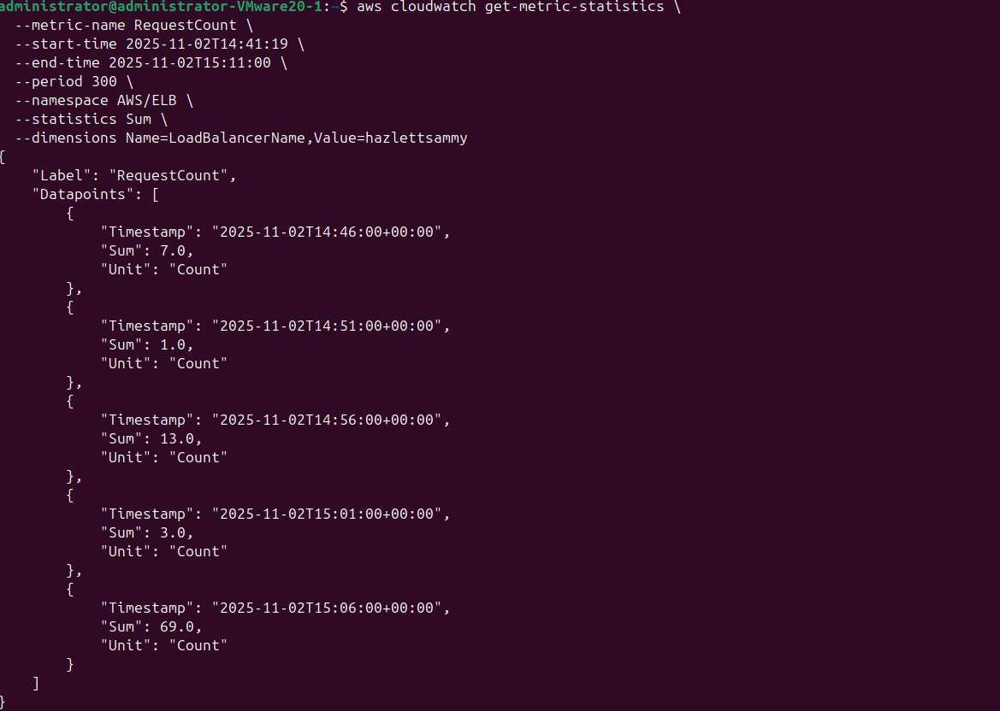 administrator@administrator-VMware20-1:~$ aws cloudwatch get-metric-statistics \
  --metric-name RequestCount \
  --start-time 2025-11-02T14:41:19 \
  --end-time 2025-11-02T15:11:00 \
  --period 300 \
  --namespace AWS/ELB \
  --statistics Sum \
  --dimensions Name=LoadBalancerName,Value=hazlettsammy
{
    "Label": "RequestCount",
    "Datapoints": [
        {
            "Timestamp": "2025-11-02T14:46:00+00:00",
            "Sum": 7.0,
            "Unit": "Count"
        },
        {
            "Timestamp": "2025-11-02T14:51:00+00:00",
            "Sum": 1.0,
            "Unit": "Count"
        },
        {
            "Timestamp": "2025-11-02T14:56:00+00:00",
            "Sum": 13.0,
            "Unit": "Count"
        },
        {
            "Timestamp": "2025-11-02T15:01:00+00:00",
            "Sum": 3.0,
            "Unit": "Count"
        },
        {
            "Timestamp": "2025-11-02T15:06:00+00:00",
            "Sum": 69.0,
            "Unit": "Count"
        }
    ]
}